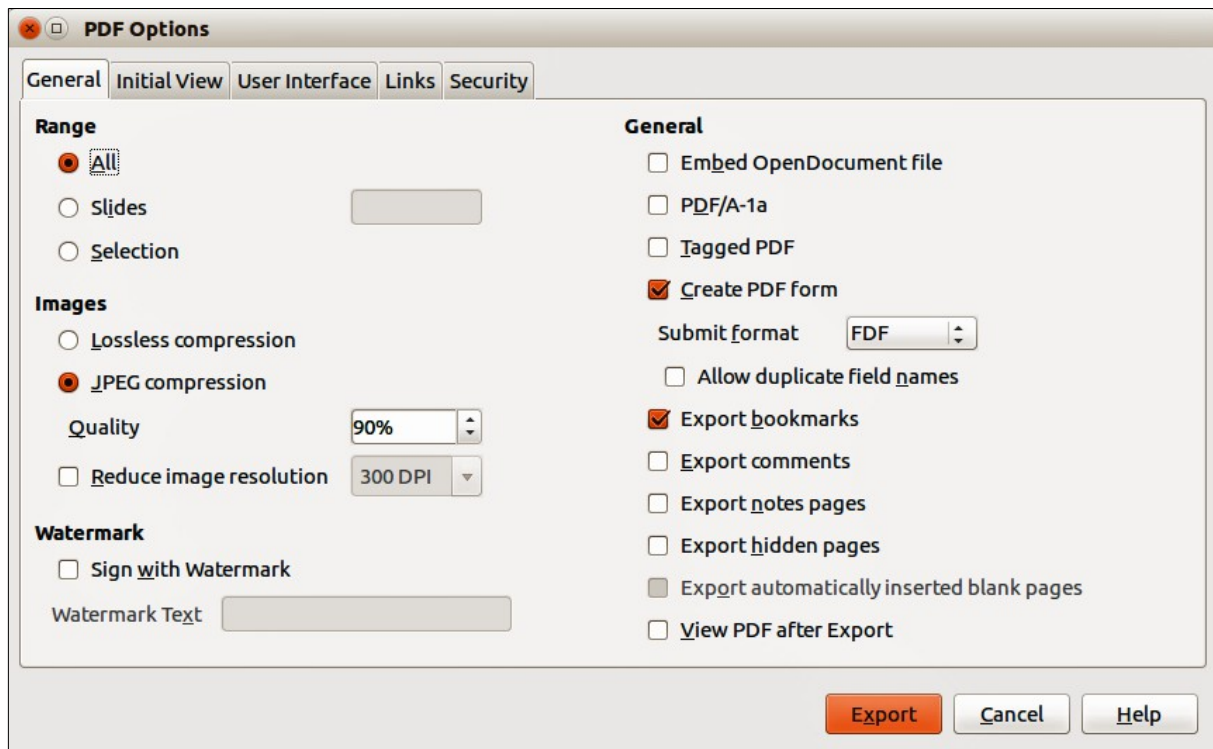 PDF Options
General Initial View User Interface Links Security
Range
All
Slides
Selection
Images
Lossless compression
JPEG compression
Quality 90%
Reduce image resolution 300 DPI
Watermark
Sign with Watermark
Watermark Text
General
Embed OpenDocument file
PDF/A-1a
Tagged PDF
Create PDF form
Submit format FDF
Allow duplicate field names
Export bookmarks
Export comments
Export notes pages
Export hidden pages
Export automatically inserted blank pages
View PDF after Export
Export Cancel Help